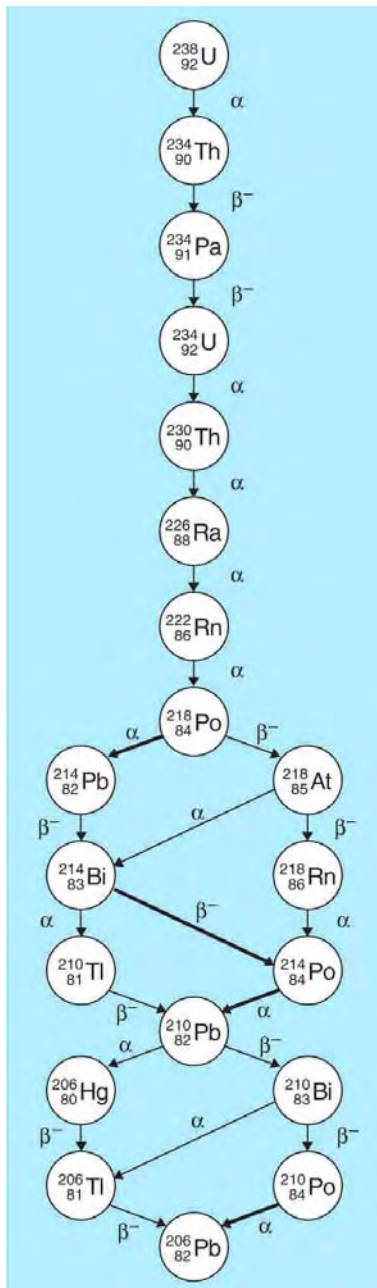 238
92 U
α
234
90 Th
β−
234
91 Pa
β−
234
92 U
α
230
90 Th
α
226
88 Ra
α
222
86 Rn
α
218
84 Po
α β−
214
82 Pb
218
85 At
β− α β−
214
83 Bi
218
86 Rn
α β− α
210
81 Tl
214
84 Po
β− α
210
82 Pb
α β−
206
80 Hg
210
83 Bi
β− α β−
206
81 Tl
210
84 Po
β− α
206
82 Pb